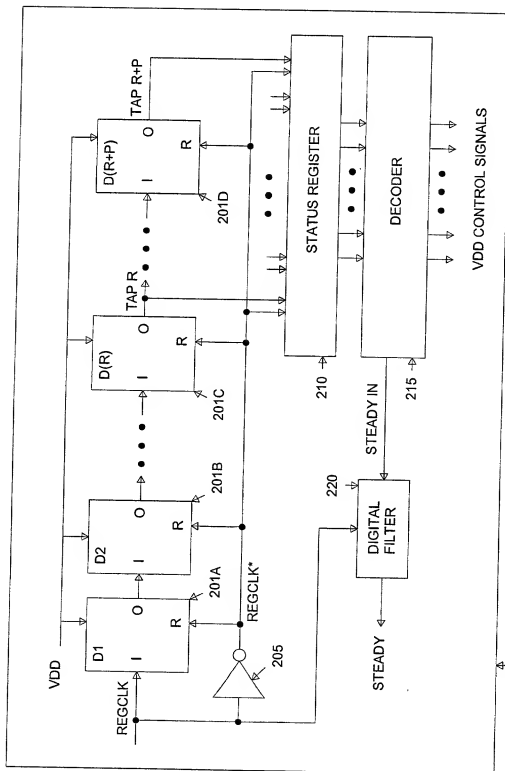 VDD
REGCLK
D1
I
O
R
201A
D2
O
R
201B
D(R)
I
O
R
201C
TAP R
D(R+P)
I
O
R
201D
TAP R+P
REGCLK*
205
STATUS REGISTER
210
DECODER
215
STEADY IN
DIGITAL
FILTER
220
STEADY
VDD CONTROL SIGNALS